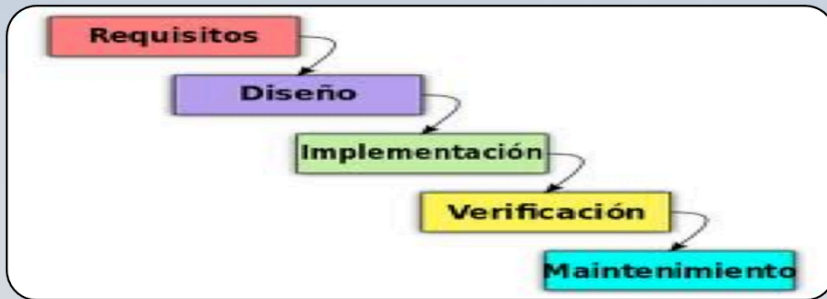 Requisitos
Diseño
Implementación
Verificación
Maintenimiento